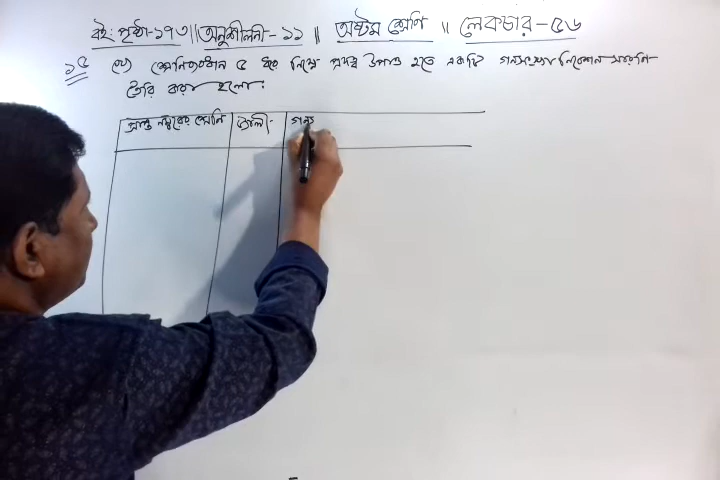 বই: পৃষ্ঠা-১৭৩ || অনুশীলনী - ১১ || অষ্টম শ্রেণি || লেকচার - ৫৬
১৫ (খ) শ্রেণিব্যবধান ৫ ধরে নিম্নে প্রদত্ত উপাত্ত হতে একটি গণসংখ্যা নিবেশন সারণি
তৈরি করা হলো:
প্রাপ্ত নম্বরের শ্রেণি ট্যালি গণ